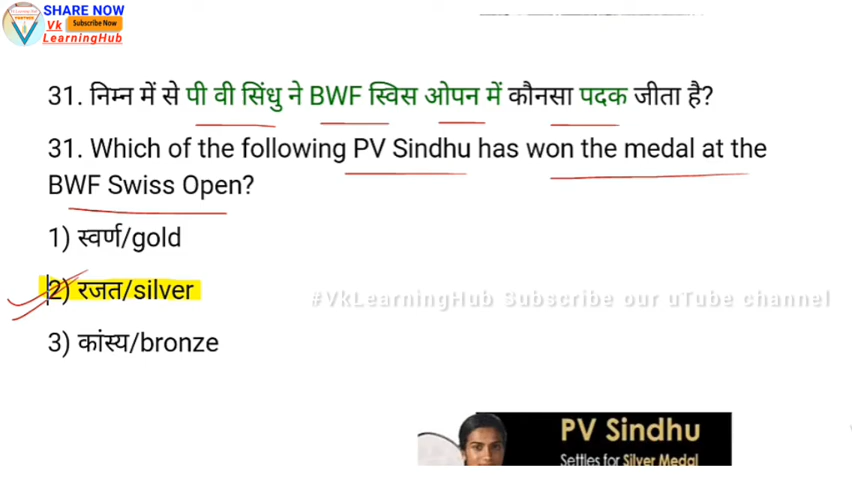 SHARE NOW
Vk Subscribe Now
LearningHub
31. निम्न में से पी वी सिंधु ने BWF स्विस ओपन में कौनसा पदक जीता है?
31. Which of the following PV Sindhu has won the medal at the
BWF Swiss Open?
1) स्वर्ण/gold
2) रजत/silver
#VkLearningHub Subscribe our uTube channel
3) कांस्य/bronze
PV Sindhu
Settles for Silver Medal